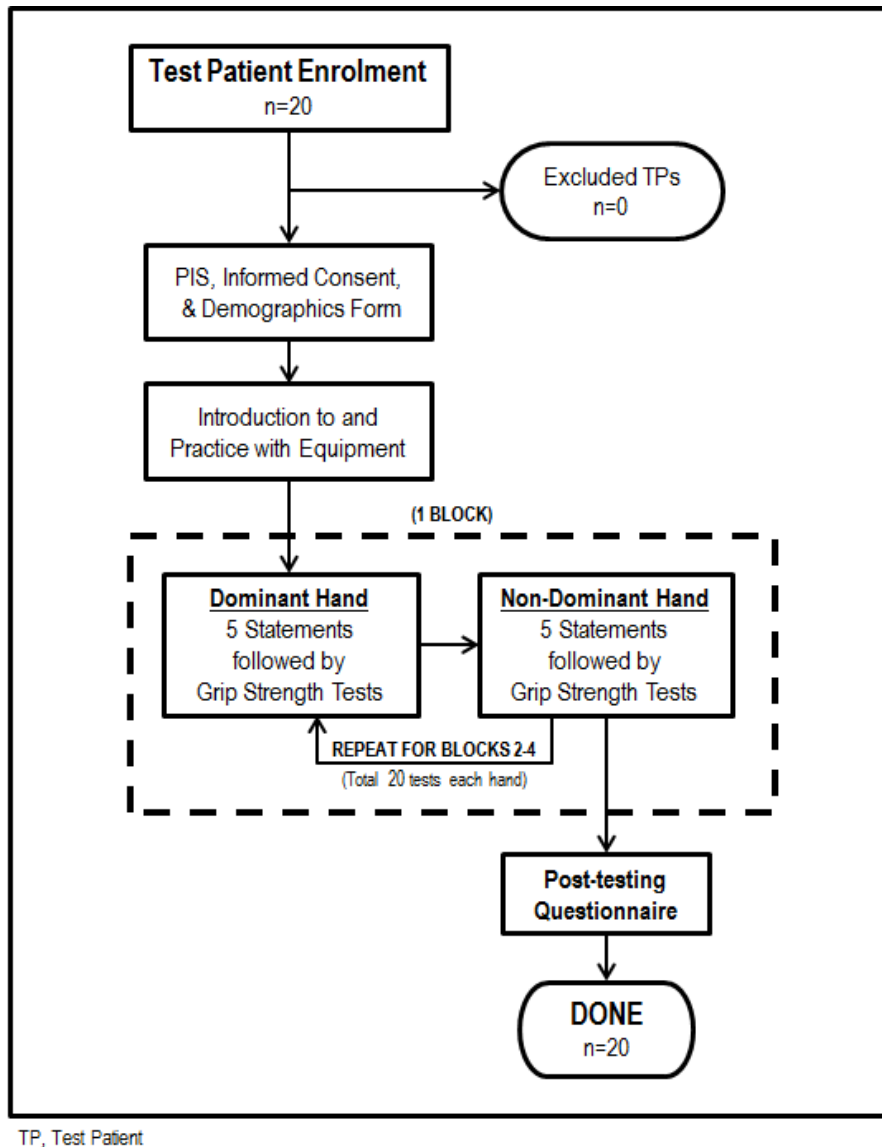 Test Patient Enrolment
n=20
Excluded TPs
n=0
PIS, Informed Consent,
& Demographics Form
Introduction to and
Practice with Equipment
(1 BLOCK)
Dominant Hand
5 Statements
followed by
Grip Strength Tests
Non-Dominant Hand
5 Statements
followed by
Grip Strength Tests
REPEAT FOR BLOCKS 2-4
(Total 20 tests each hand)
Post-testing
Questionnaire
DONE
n=20
TP, Test Patient